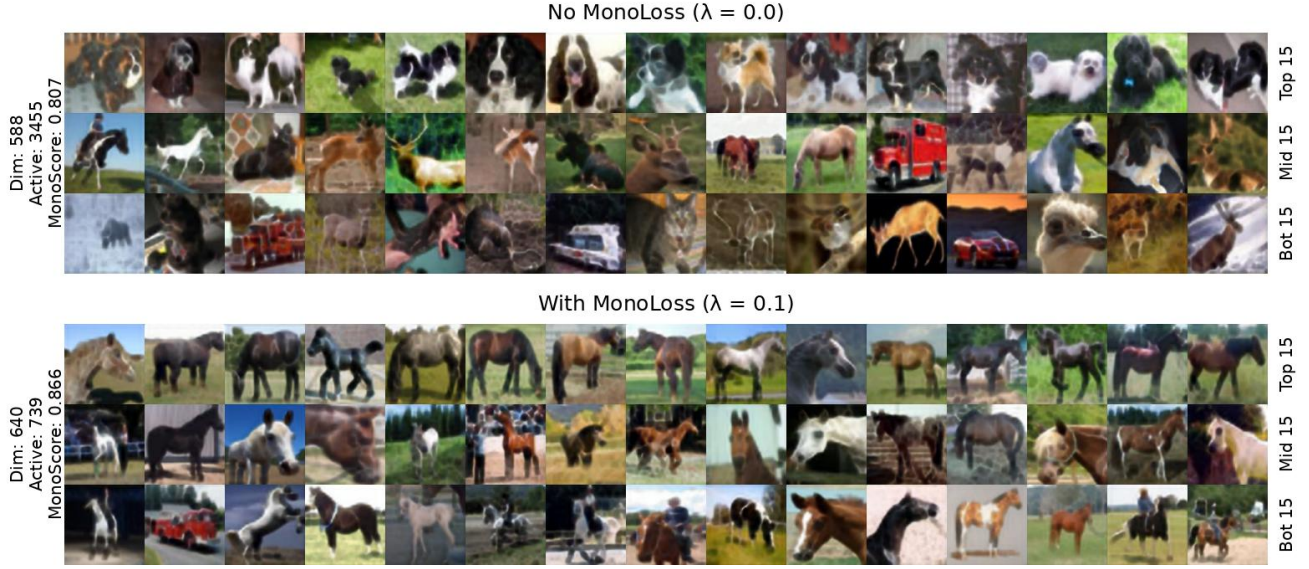 No MonoLoss (λ = 0.0)
Dim: 588
Active: 3455
MonoScore: 0.807
Top 15
Mid 15
Bot 15
With MonoLoss (λ = 0.1)
Dim: 640
Active: 739
MonoScore: 0.866
Top 15
Mid 15
Bot 15